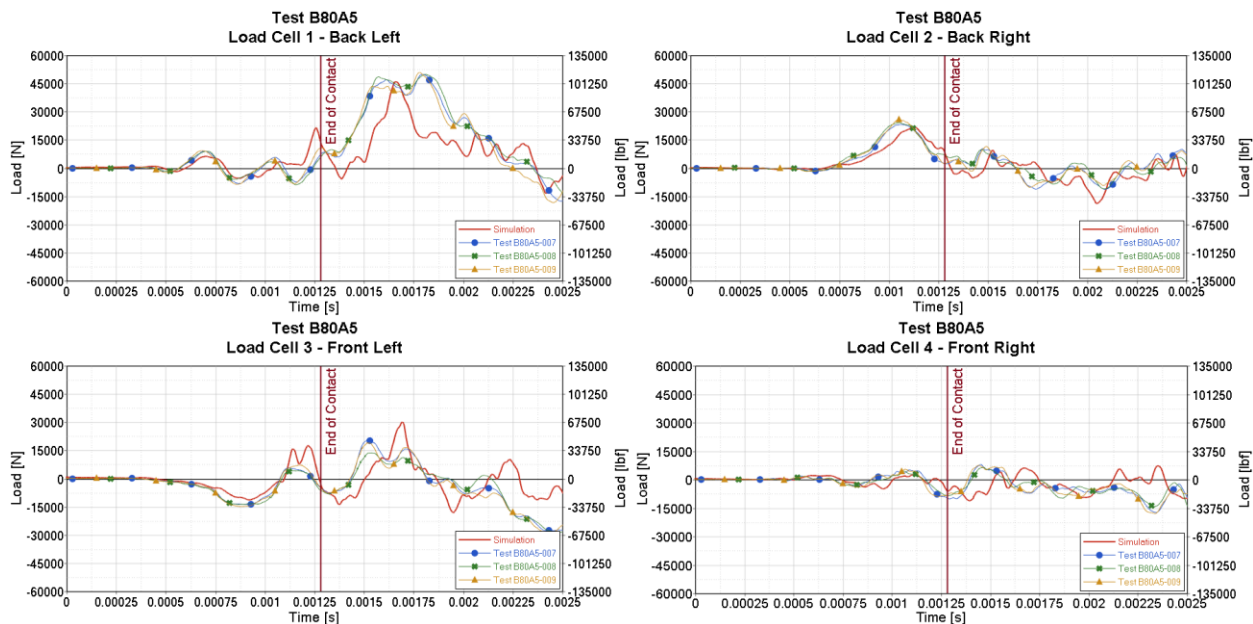 Test B80A5
Load Cell 1 - Back Left
60000
45000
30000
15000
0
-15000
-30000
-45000
-60000
Load [N]
135000
101250
67500
33750
0
-33750
-67500
-101250
-135000
Load [lbf]
End of Contact
Simulation
Test B80A5-007
Test B80A5-008
Test B80A5-009
0 0.00025 0.0005 0.00075 0.001 0.00125 0.0015 0.00175 0.002 0.00225 0.0025
Time [s]
Test B80A5
Load Cell 2 - Back Right
60000
45000
30000
15000
0
-15000
-30000
-45000
-60000
Load [N]
135000
101250
67500
33750
0
-33750
-67500
-101250
-135000
Load [lbf]
End of Contact
Simulation
Test B80A5-007
Test B80A5-008
Test B80A5-009
0 0.00025 0.0005 0.00075 0.001 0.00125 0.0015 0.00175 0.002 0.00225 0.0025
Time [s]
Test B80A5
Load Cell 3 - Front Left
60000
45000
30000
15000
0
-15000
-30000
-45000
-60000
Load [N]
135000
101250
67500
33750
0
-33750
-67500
-101250
-135000
Load [lbf]
End of Contact
Simulation
Test B80A5-007
Test B80A5-008
Test B80A5-009
0 0.00025 0.0005 0.00075 0.001 0.00125 0.0015 0.00175 0.002 0.00225 0.0025
Time [s]
Test B80A5
Load Cell 4 - Front Right
60000
45000
30000
15000
0
-15000
-30000
-45000
-60000
Load [N]
135000
101250
67500
33750
0
-33750
-67500
-101250
-135000
Load [lbf]
End of Contact
Simulation
Test B80A5-007
Test B80A5-008
Test B80A5-009
0 0.00025 0.0005 0.00075 0.001 0.00125 0.0015 0.00175 0.002 0.00225 0.0025
Time [s]